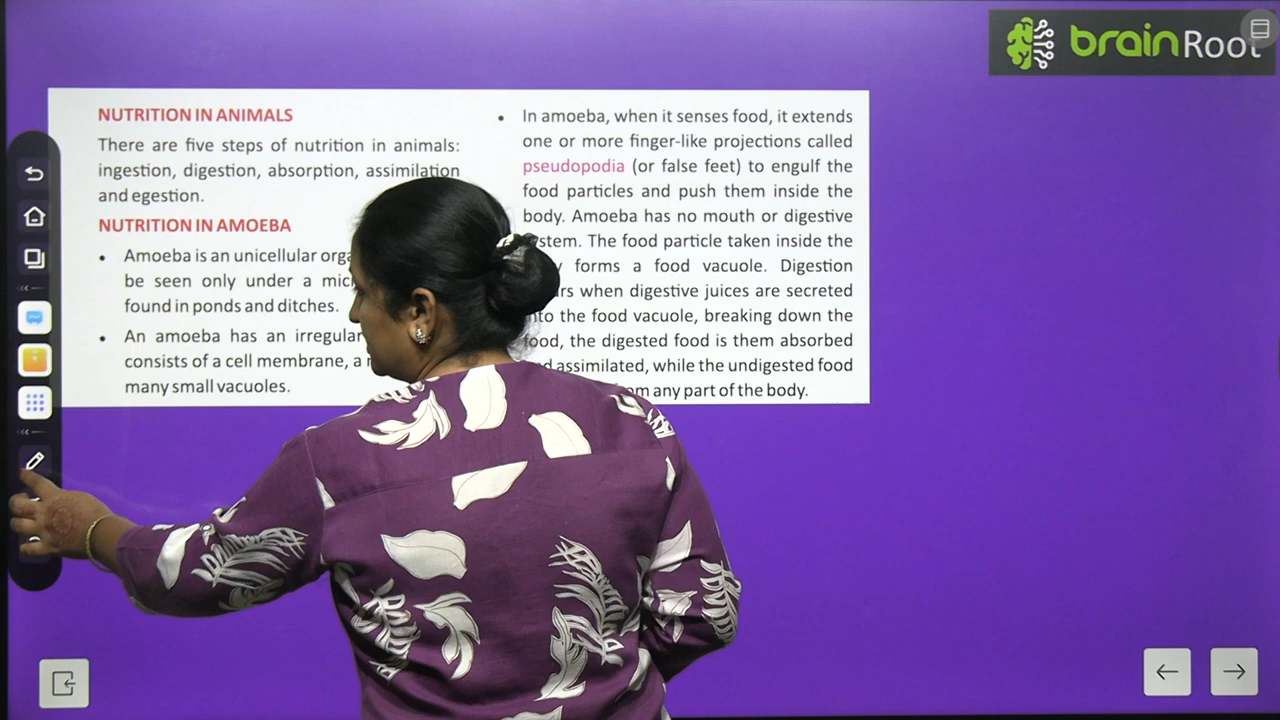 brainRoot
NUTRITION IN ANIMALS
There are five steps of nutrition in animals:
ingestion, digestion, absorption, assimilation
and egestion.
NUTRITION IN AMOEBA
• Amoeba is an unicellular
be seen only under a
found in ponds and ditches.
• An amoeba has an irregular
consists of a cell membrane, a
many small vacuoles.
• In amoeba, when it senses food, it extends
one or more finger-like projections called
pseudopodia (or false feet) to engulf the
food particles and push them inside the
body. Amoeba has no mouth or digestive
system. The food particle taken inside the
forms a food vacuole. Digestion
when digestive juices are secreted
into the food vacuole, breaking down the
food, the digested food is them absorbed
assimilated, while the undigested food
any part of the body.